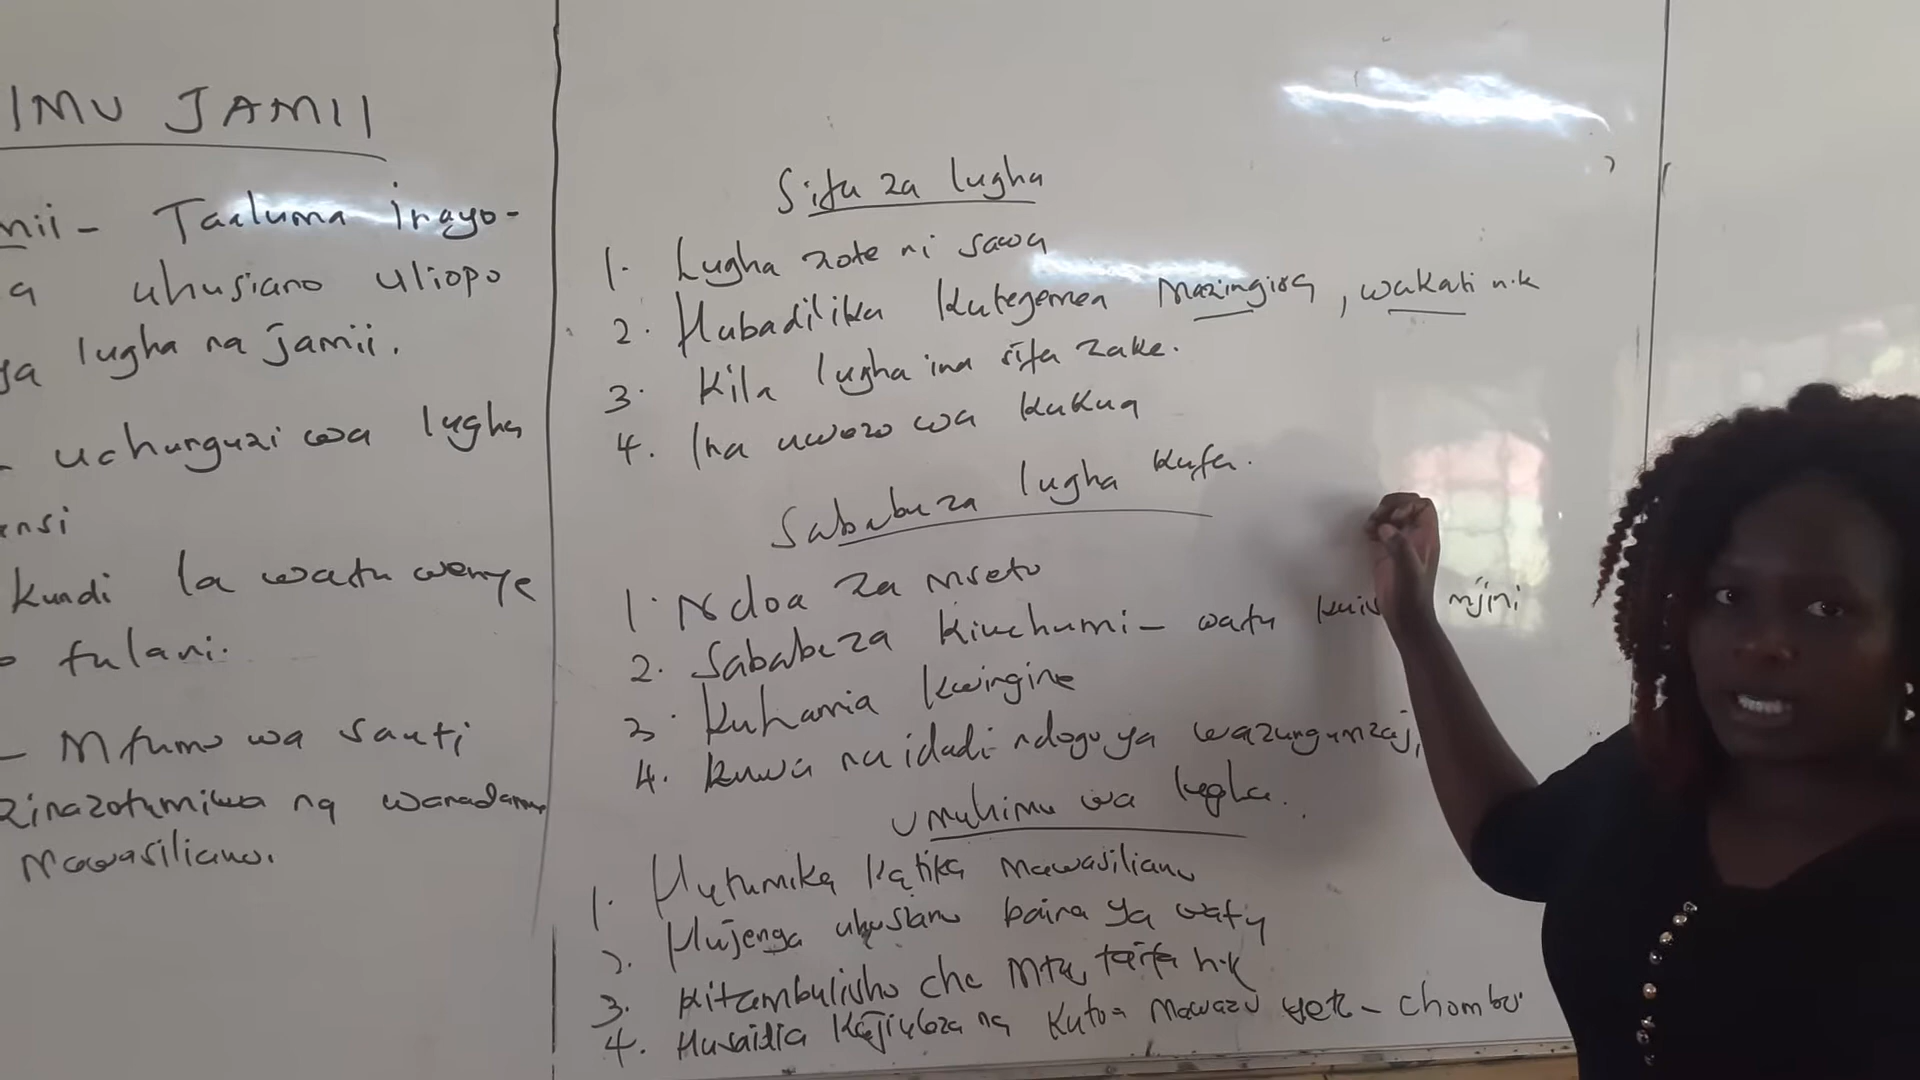 IMU JAMII
mii - Taaluma inayo-
a uhusiano uliopo
ya lugha na jamii.
- uchunguzi wa lugha
ensi
kundi la watu wenye
o fulani.
- Mfumo wa sauti
zinazotumika na wanadamu
mawasiliano.
Sifa za lugha
1. Lugha zote ni sawa
2. Hubadilika kutegemea Mazingira, wakati n.k
3. Kila lugha ina sifa zake.
4. Ina uwezo wa kukua
Sababu za lugha kufa.
1. Ndoa za mseto
2. Sababu za kiuchumi - watu mjini
3. Kuhamia kwingine
4. kuwa na idadi ndogo ya wazungumzaji
Umuhimu wa lugha.
1. Hutumika katika mawasiliano
2. Hujenga uhusiano baina ya watu
3. Kitambulisho cha Mtu, taifa n.k
4. Husaidia kujieleza na kutoa mawazo yetu - chombo